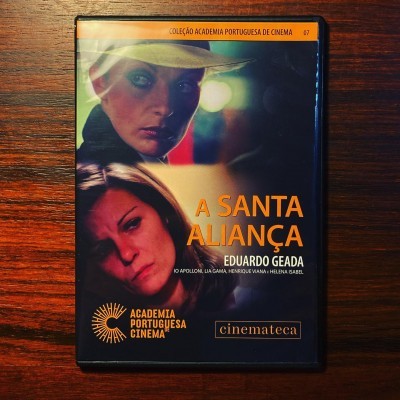 COLEÇÃO ACADEMIA PORTUGUESA DE CINEMA 07
A SANTA
ALIANÇA
EDUARDO GEADA
IO APOLLONI, LIA GAMA, HENRIQUE VIANA e HELENA ISABEL
ACADEMIA
PORTUGUESA
CINEMA DE
cinemateca